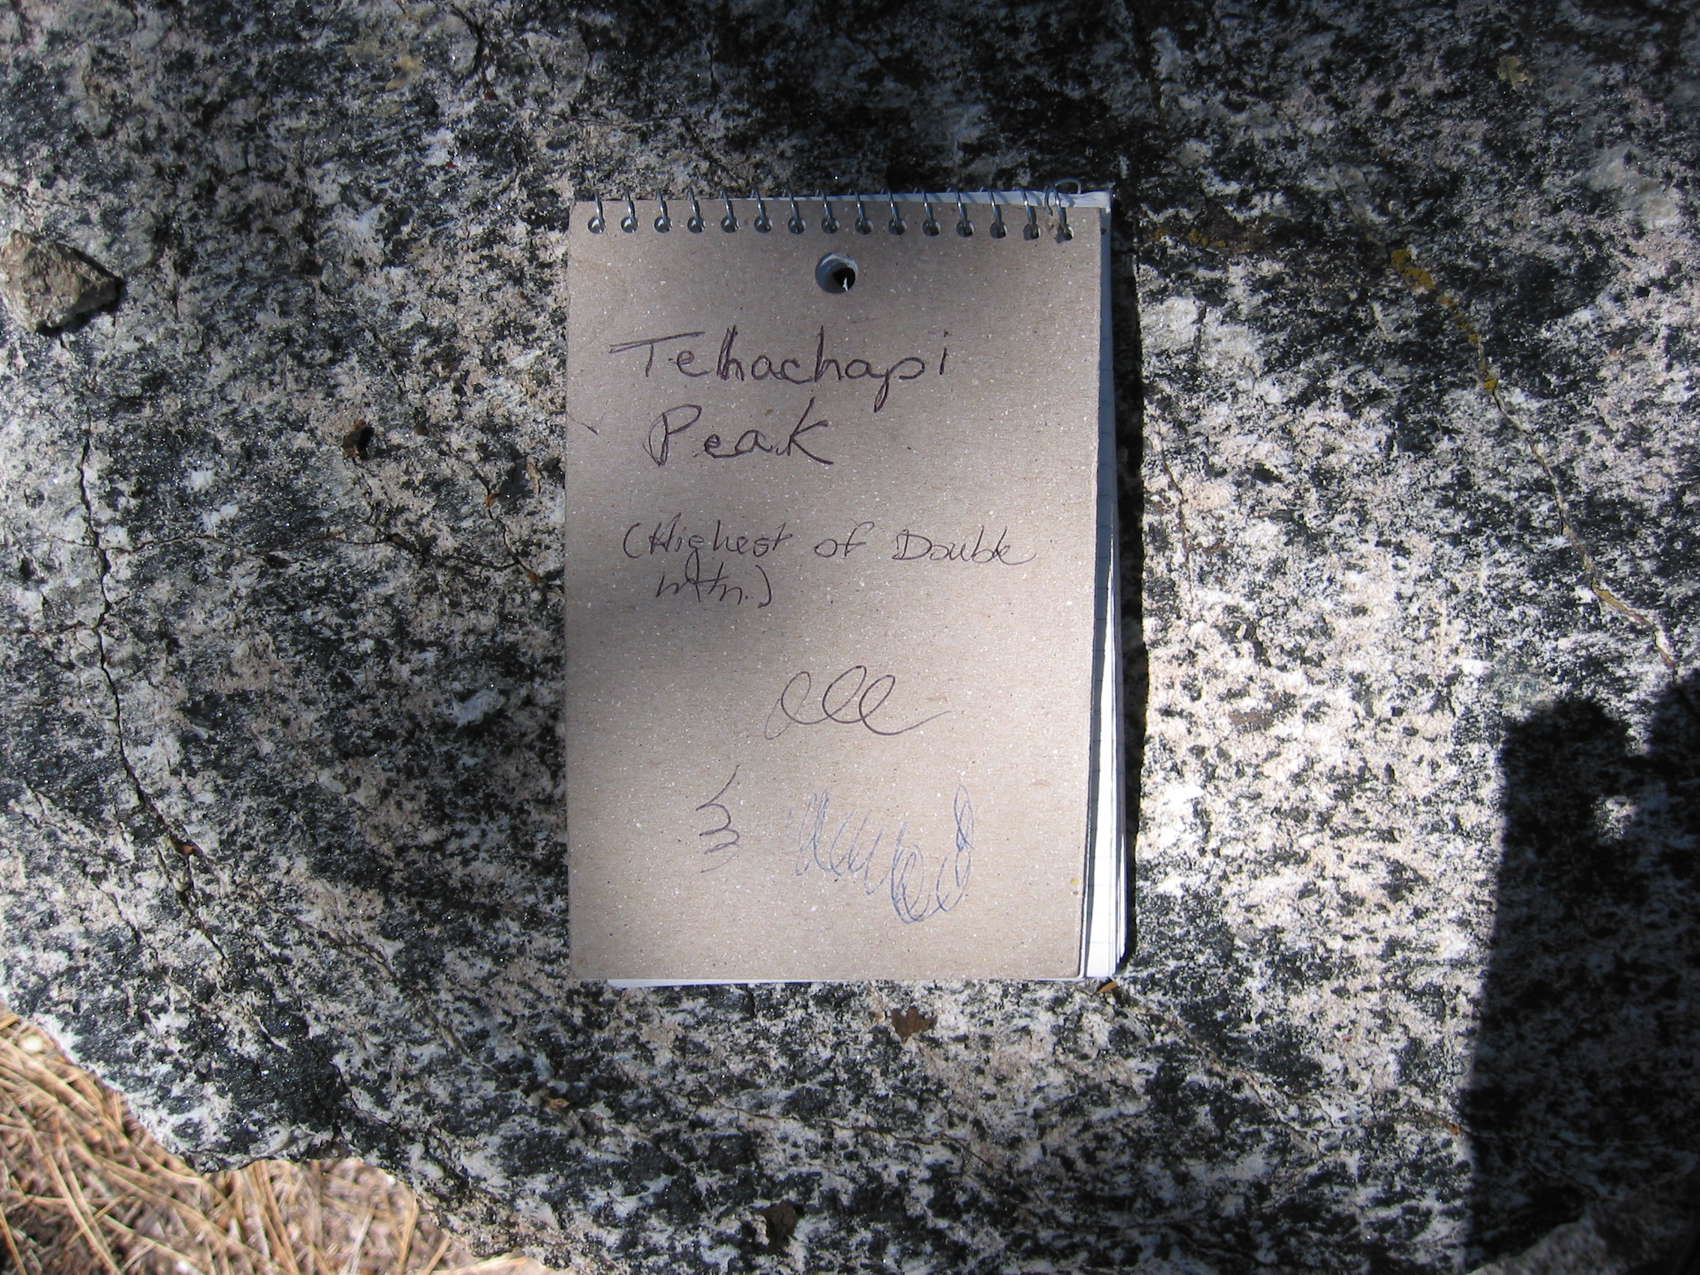 Tehachapi
Peak
(Highest of Double
mtn.)